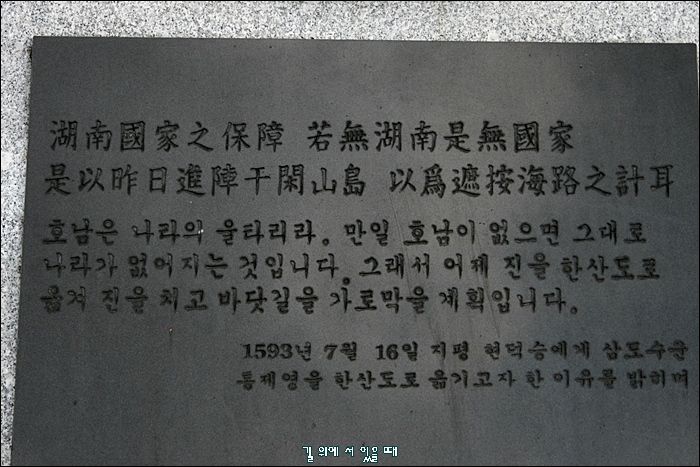 湖南國家之保障 若無湖南是無國家
是以昨日進陣于閑山島 以爲遮按海路之計耳
호남은 나라의 울타리라. 만일 호남이 없으면 그대로
나라가 없어지는 것입니다. 그래서 어제 진을 한산도로
옮겨 진을 치고 바닷길을 가로막을 계획입니다.
1593년 7월 16일 지평 현덕승에게 삼도수군
통제영을 한산도로 옮기고자 한 이유를 밝히며
길 위에 서 있을 때